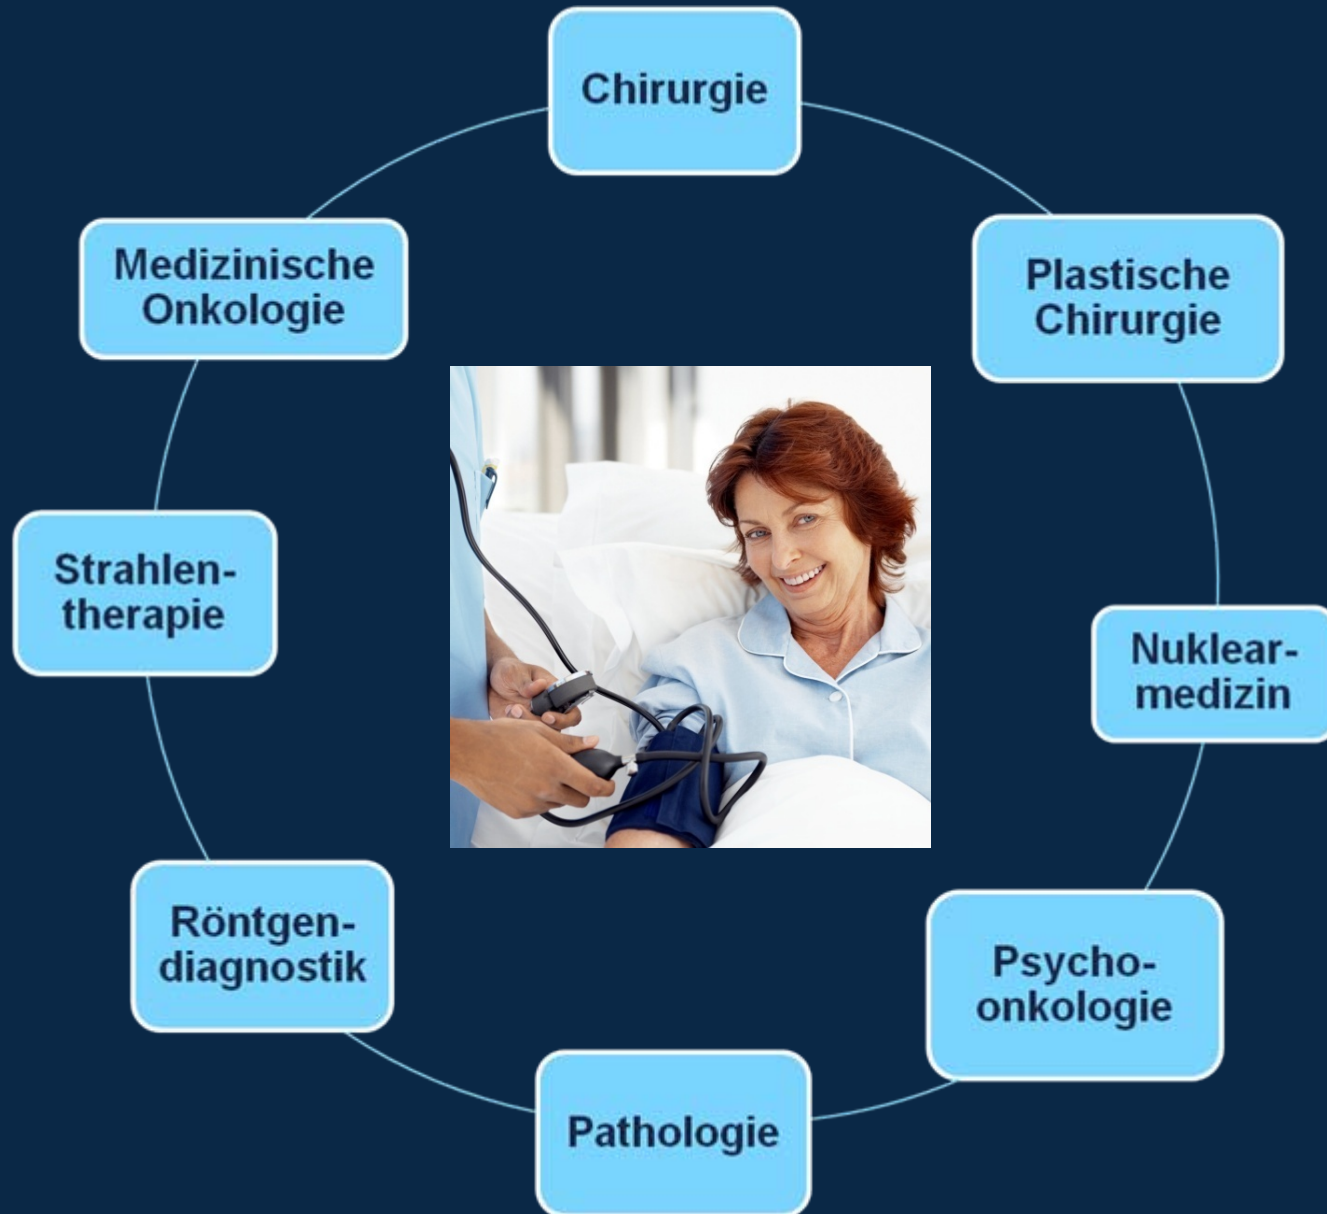 Chirurgie
Medizinische
Onkologie
Plastische
Chirurgie
Strahlen-
therapie
Nuklear-
medizin
Röntgen-
diagnostik
Psycho-
onkologie
Pathologie